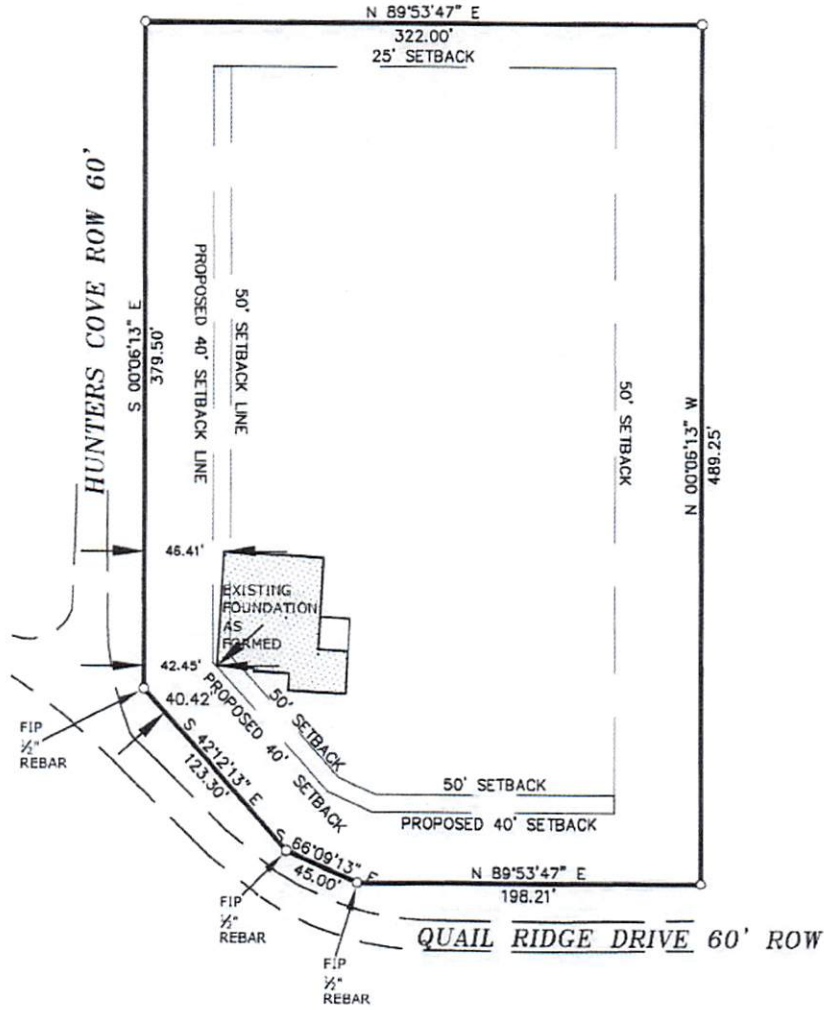 N 89°53'47" E
322.00'
25' SETBACK
HUNTERS COVE ROW 60'
S 00°06'13" E
379.50'
PROPOSED 40' SETBACK LINE
50' SETBACK LINE
50' SETBACK
N 00°06'13" W
489.25'
46.41'
EXISTING
FOUNDATION
AS
FORMED
42.45'
40.42'
FIP
½"
REBAR
S 42°12'13" E
123.30'
PROPOSED 40' SETBACK
50' SETBACK
50' SETBACK
PROPOSED 40' SETBACK
S 66°09'13" E
45.00'
N 89°53'47" E
198.21'
FIP
½"
REBAR
QUAIL RIDGE DRIVE 60' ROW
FIP
½"
REBAR